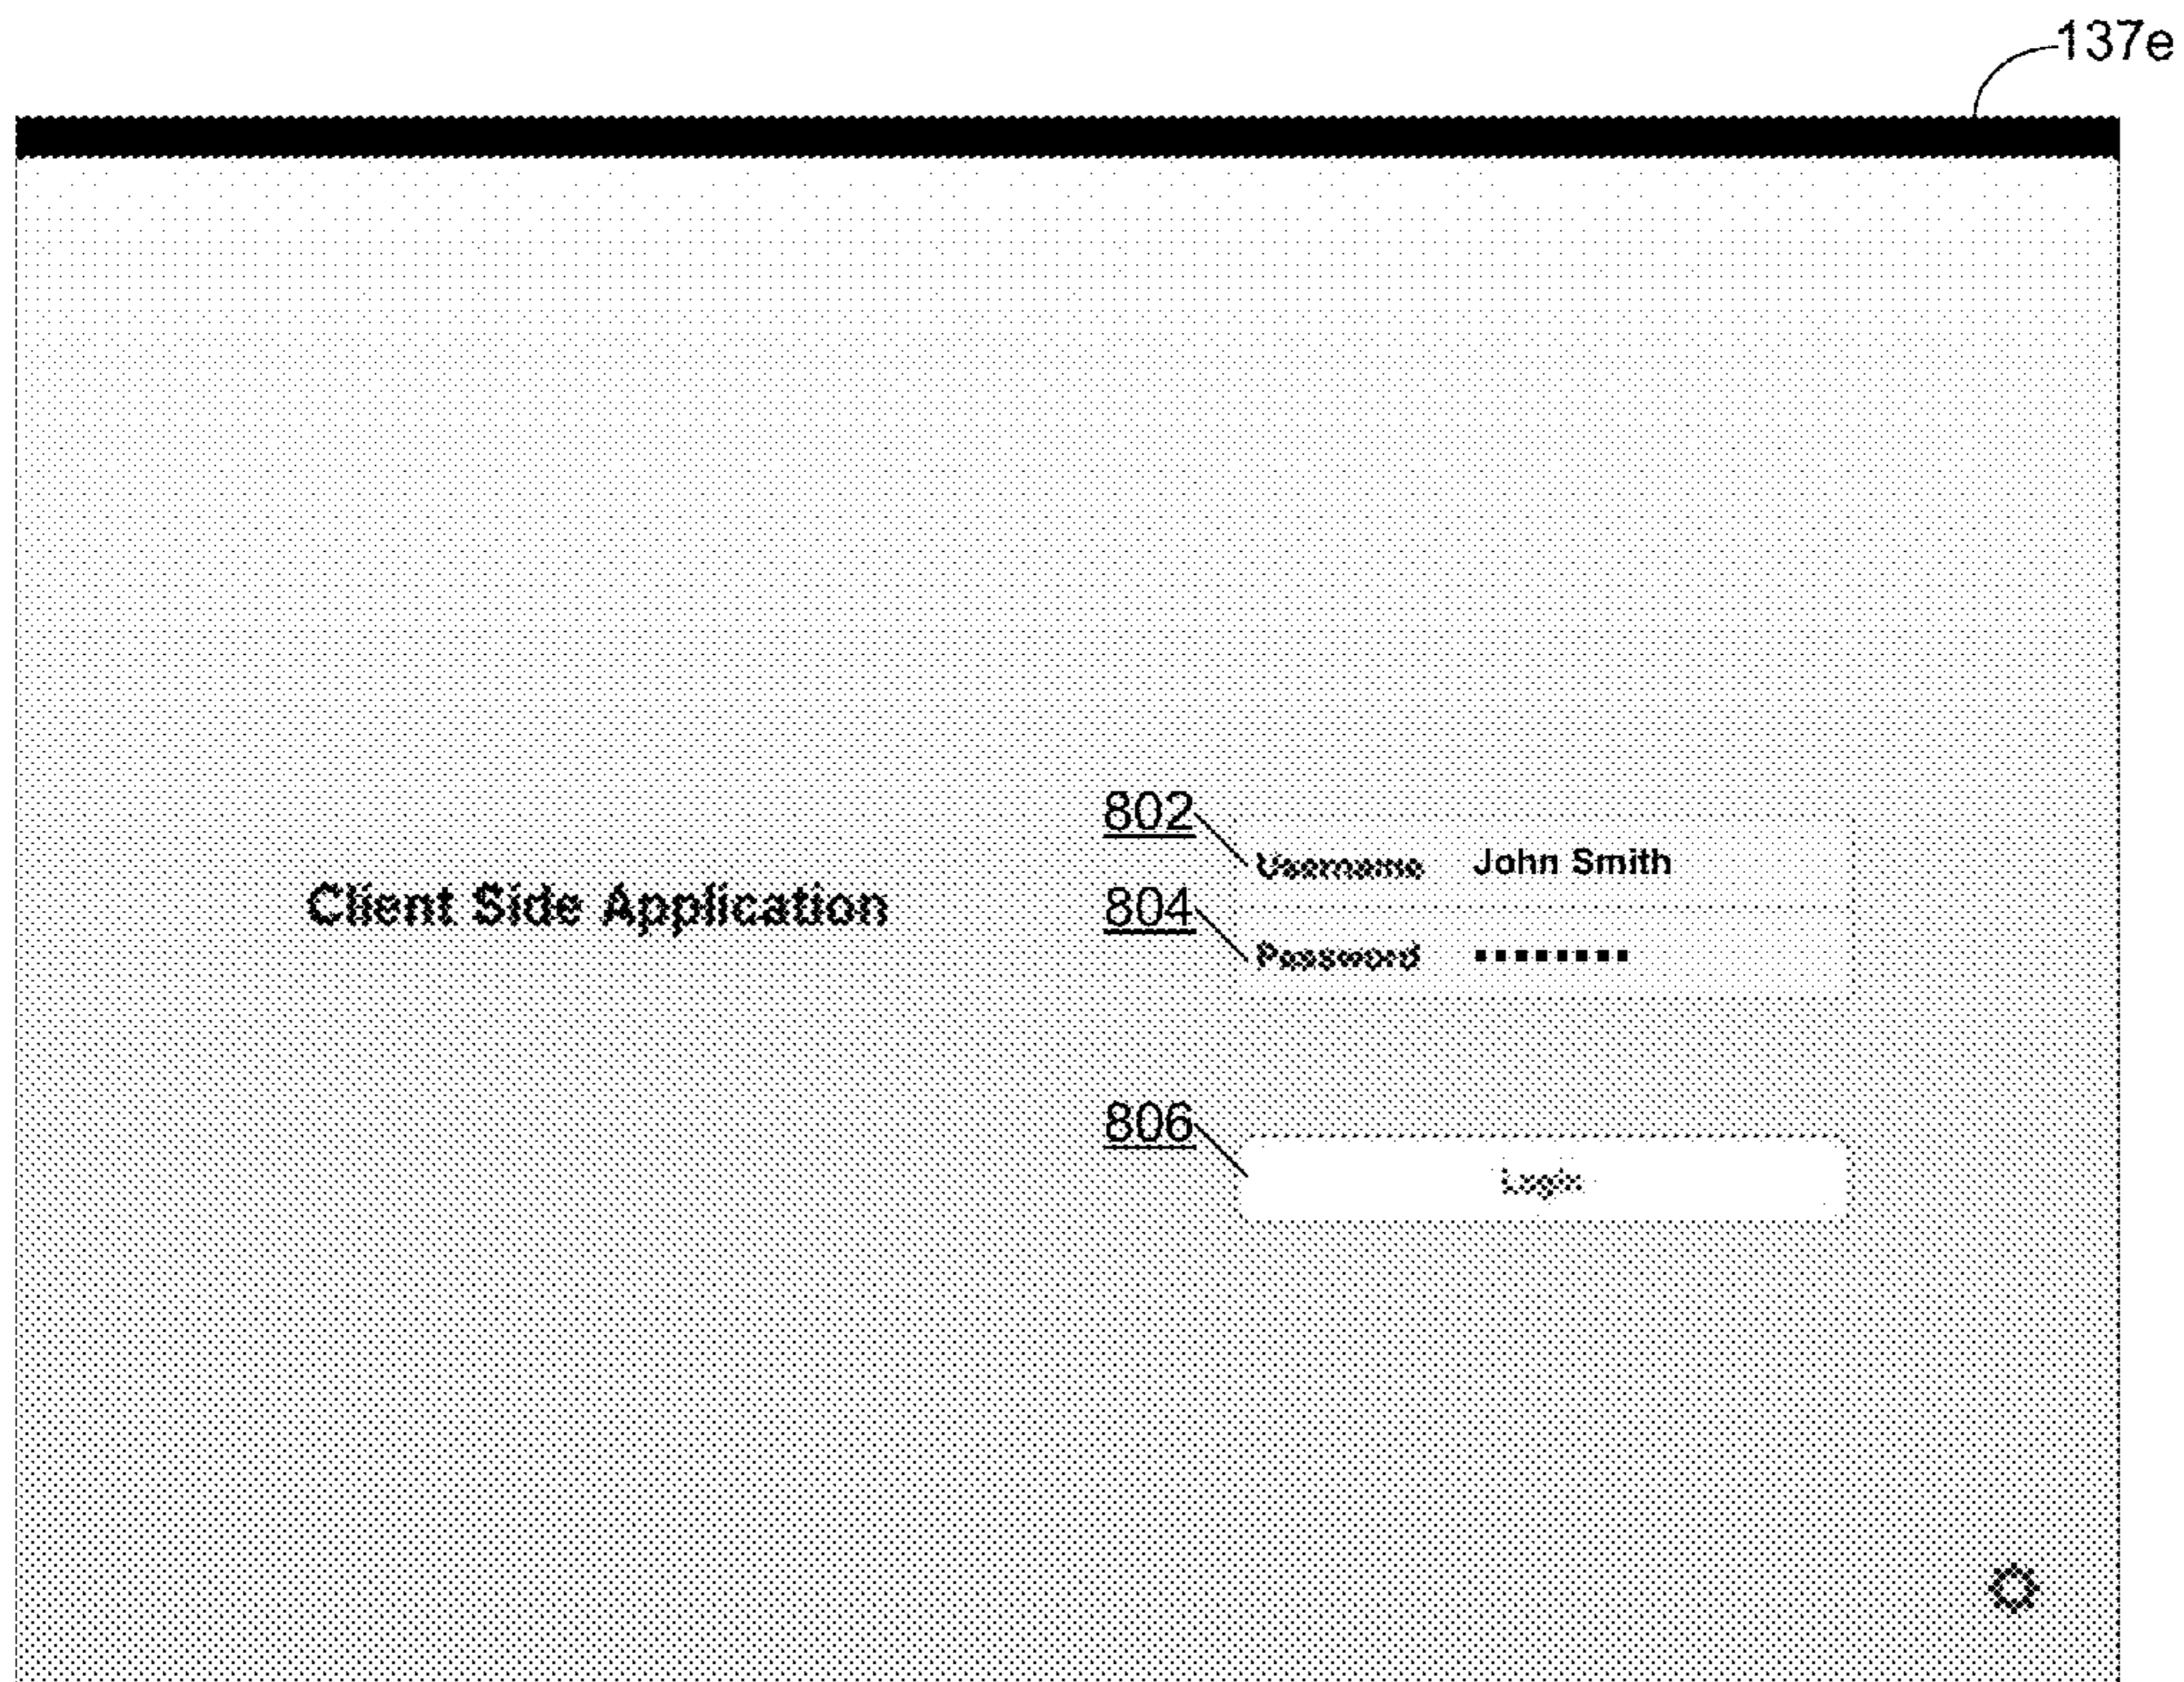 137e
802
Username John Smith
Client Side Application
804
Password ▪▪▪▪▪▪▪▪
806
Login